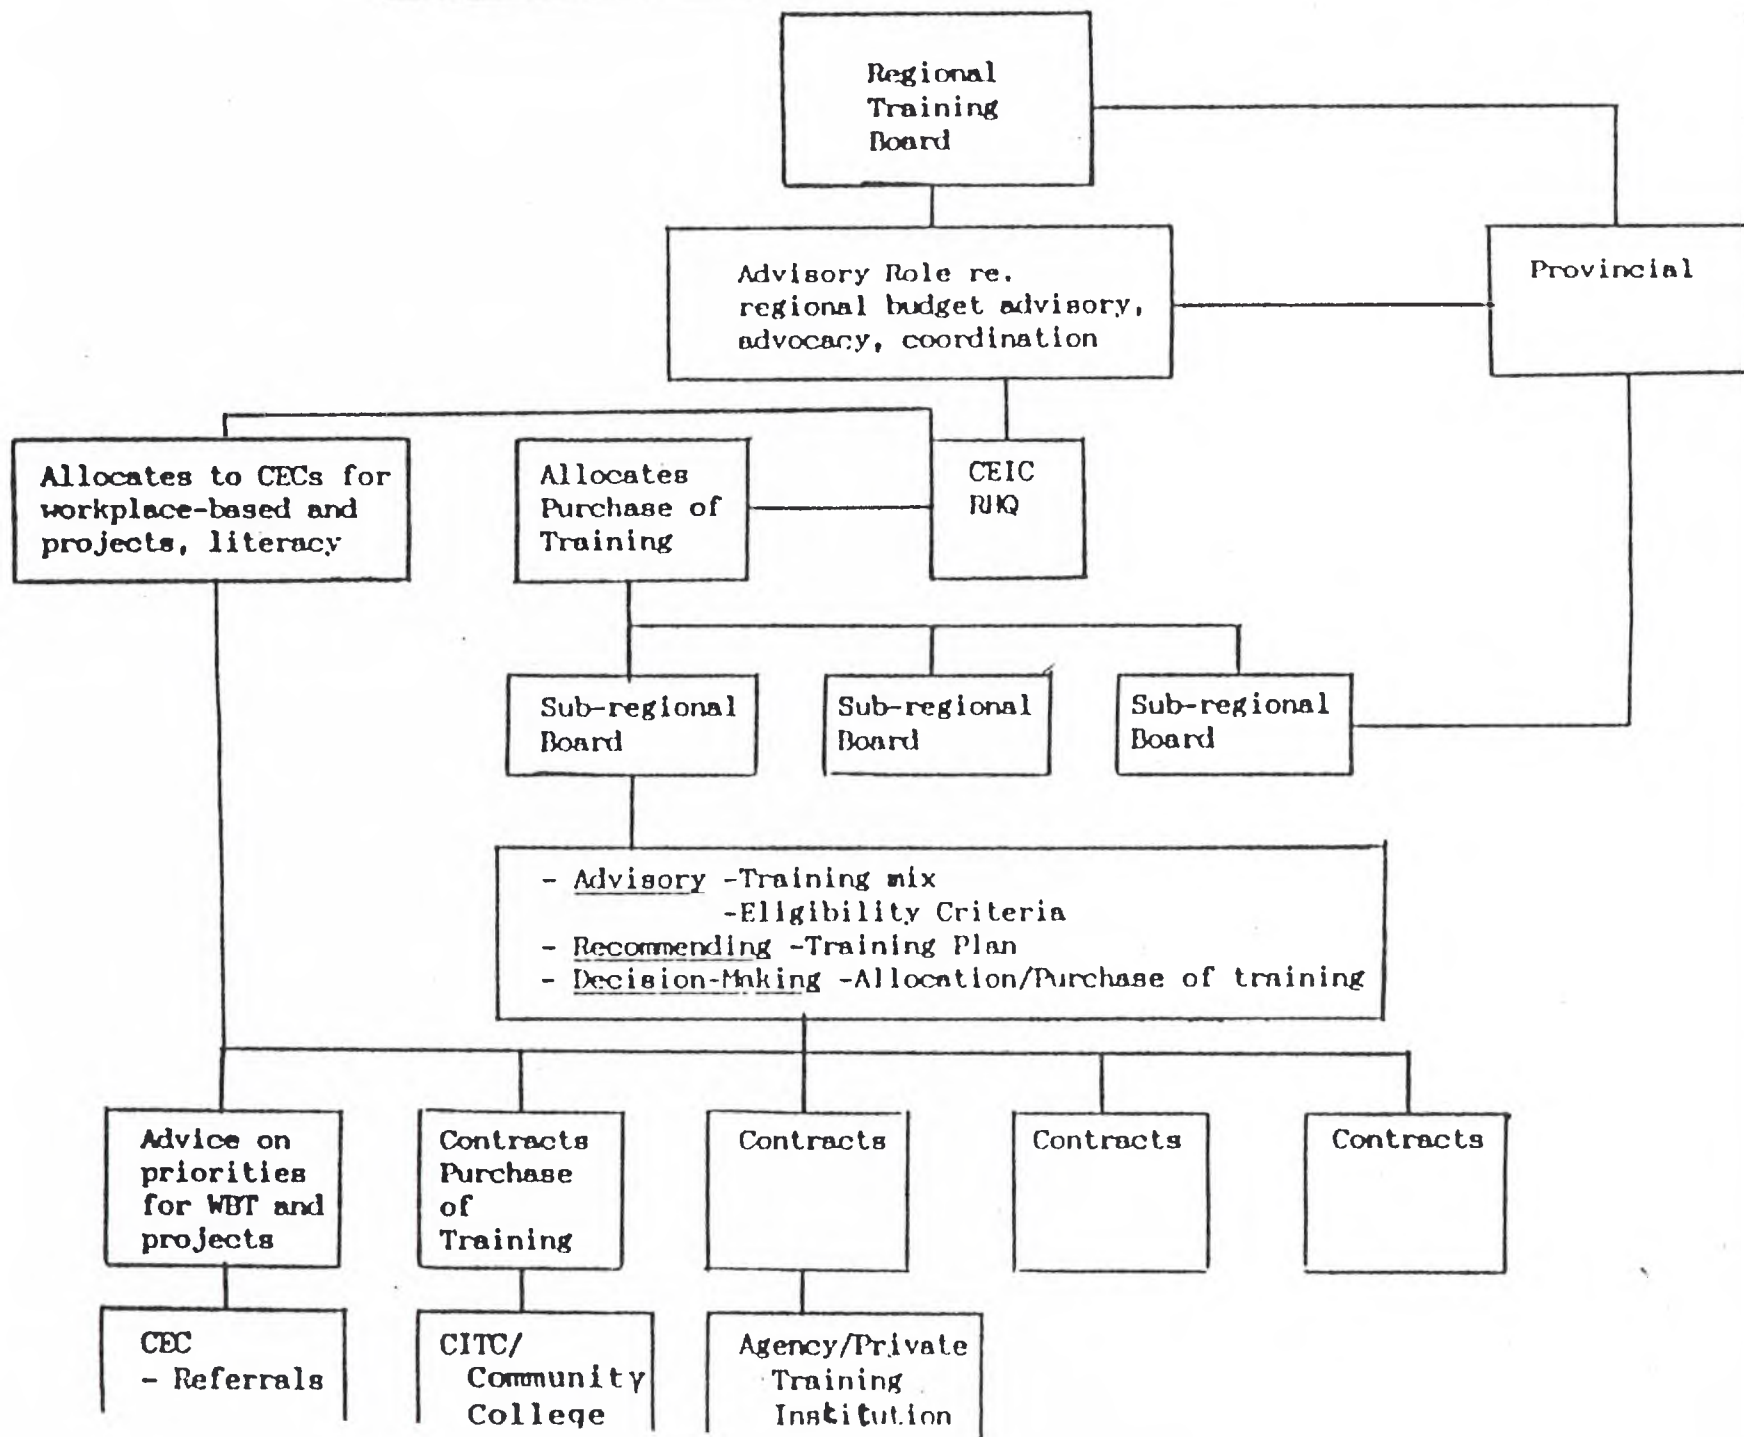 Regional
Training
Board
Advisory Role re.
regional budget advisory,
advocacy, coordination
Provincial
Allocates to CECs for
workplace-based and
projects, literacy
Allocates
Purchase of
Training
CEIC
RHQ
Sub-regional
Board
Sub-regional
Board
Sub-regional
Board
- Advisory -Training mix
-Eligibility Criteria
- Recommending -Training Plan
- Decision-Making -Allocation/Purchase of training
Advice on
priorities
for WBT and
projects
Contracts
Purchase
of
Training
Contracts
Contracts
Contracts
CEC
- Referrals
CITC/
Community
College
Agency/Private
Training
Institution